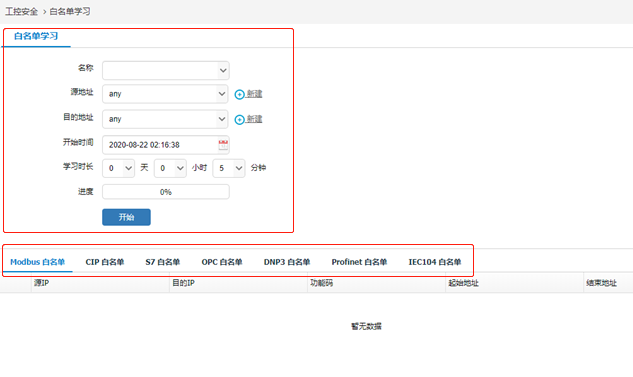 工控安全 > 白名单学习
白名单学习
名称
源地址 any 新建
目的地址 any 新建
开始时间 2020-08-22 02:16:38
学习时长 0 天 0 小时 5 分钟
进度 0%
开始
Modbus 白名单 CIP 白名单 S7 白名单 OPC 白名单 DNP3 白名单 Profinet 白名单 IEC104 白名单
源IP 目的IP 功能码 起始地址 结束地址
暂无数据